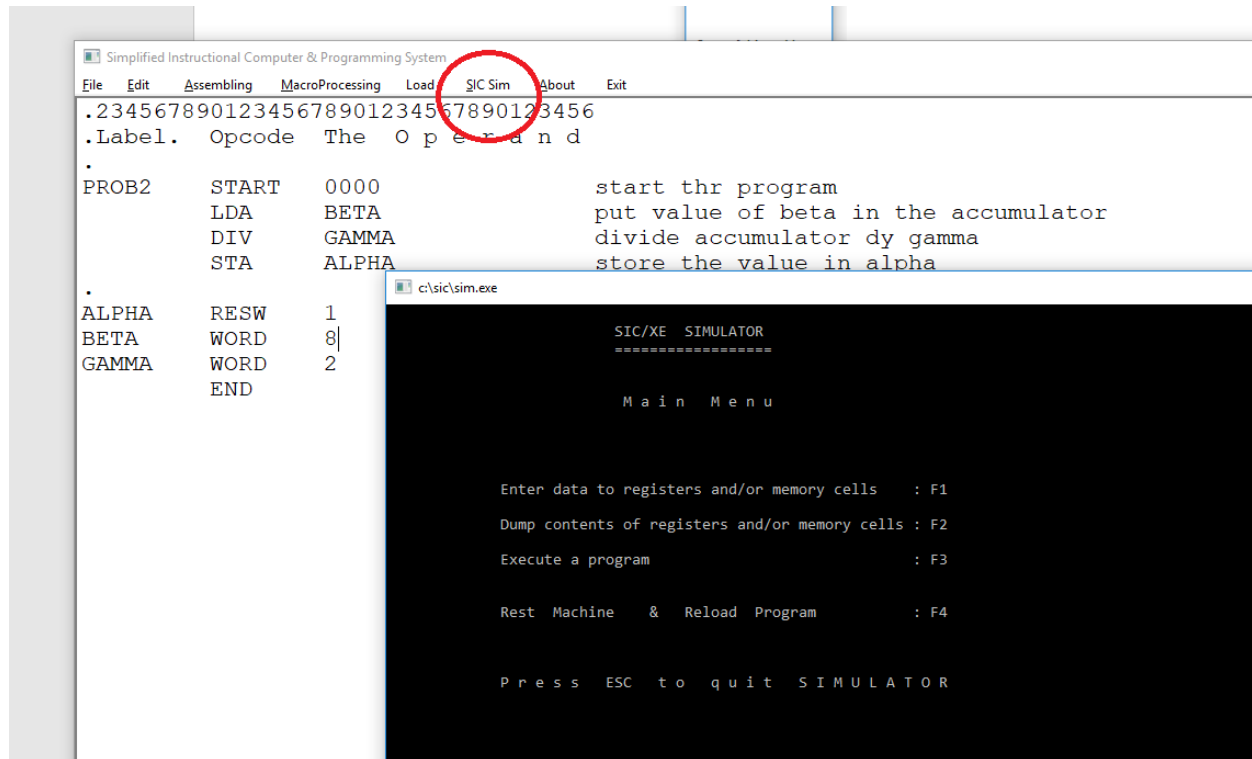 Simplified Instructional Computer & Programming System
File Edit Assembling MacroProcessing Load SIC Sim About Exit
.23456789012345678901234567890123456
.Label. Opcode The O p e r a n d
.
PROB2 START 0000 start thr program
LDA BETA put value of beta in the accumulator
DIV GAMMA divide accumulator dy gamma
STA ALPHA store the value in alpha
.
ALPHA RESW 1
BETA WORD 8
GAMMA WORD 2
END
c:\sic\sim.exe
SIC/XE SIMULATOR
==================
M a i n M e n u
Enter data to registers and/or memory cells : F1
Dump contents of registers and/or memory cells : F2
Execute a program : F3
Rest Machine & Reload Program : F4
P r e s s ESC t o q u i t S I M U L A T O R